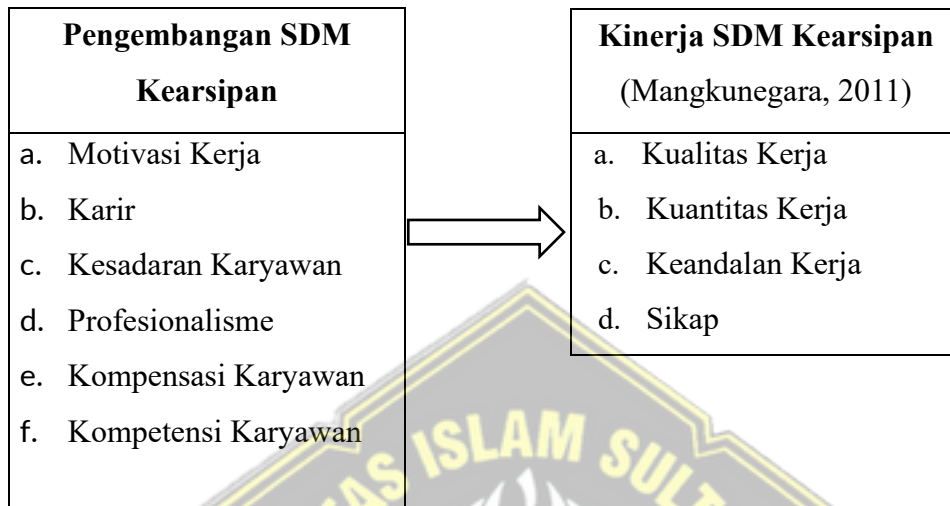 Pengembangan SDM
Kearsipan
a. Motivasi Kerja
b. Karir
c. Kesadaran Karyawan
d. Profesionalisme
e. Kompensasi Karyawan
f. Kompetensi Karyawan
Kinerja SDM Kearsipan
(Mangkunegara, 2011)
a. Kualitas Kerja
b. Kuantitas Kerja
c. Keandalan Kerja
d. Sikap
ISLAM